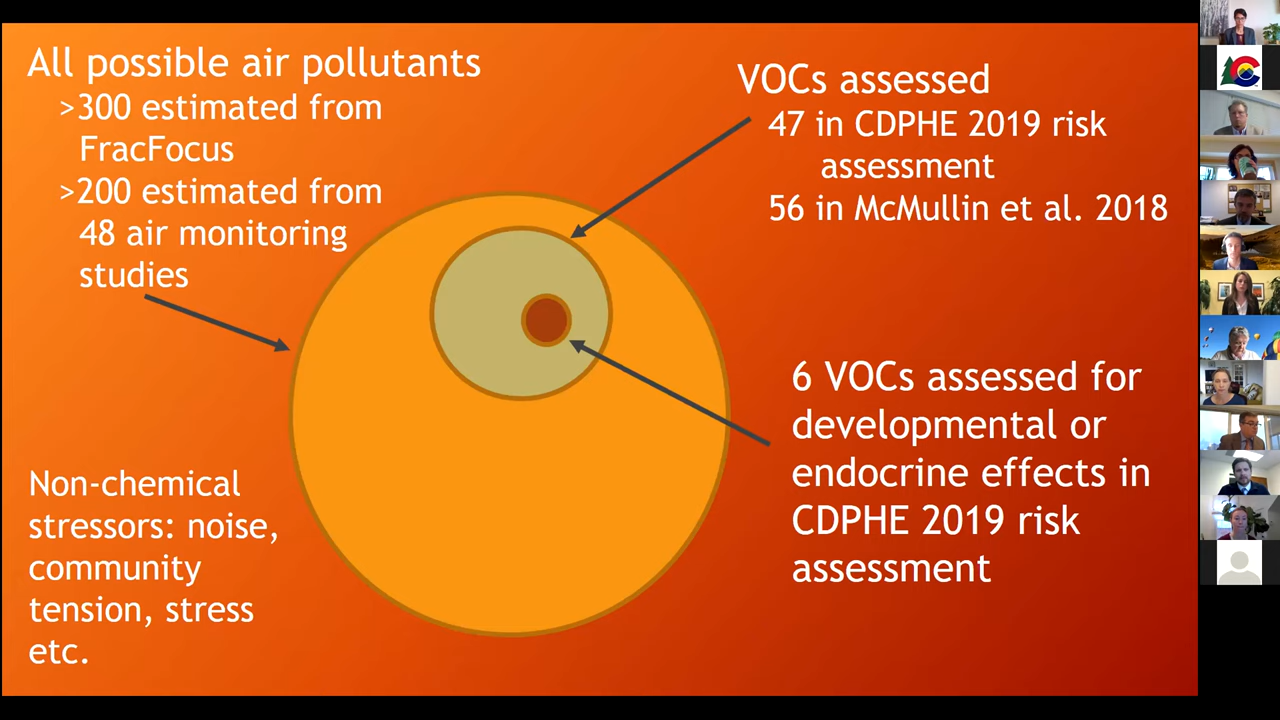 All possible air pollutants
>300 estimated from
FracFocus
>200 estimated from
48 air monitoring
studies
VOCs assessed
47 in CDPHE 2019 risk
assessment
56 in McMullin et al. 2018
6 VOCs assessed for
developmental or
endocrine effects in
CDPHE 2019 risk
assessment
Non-chemical
stressors: noise,
community
tension, stress
etc.